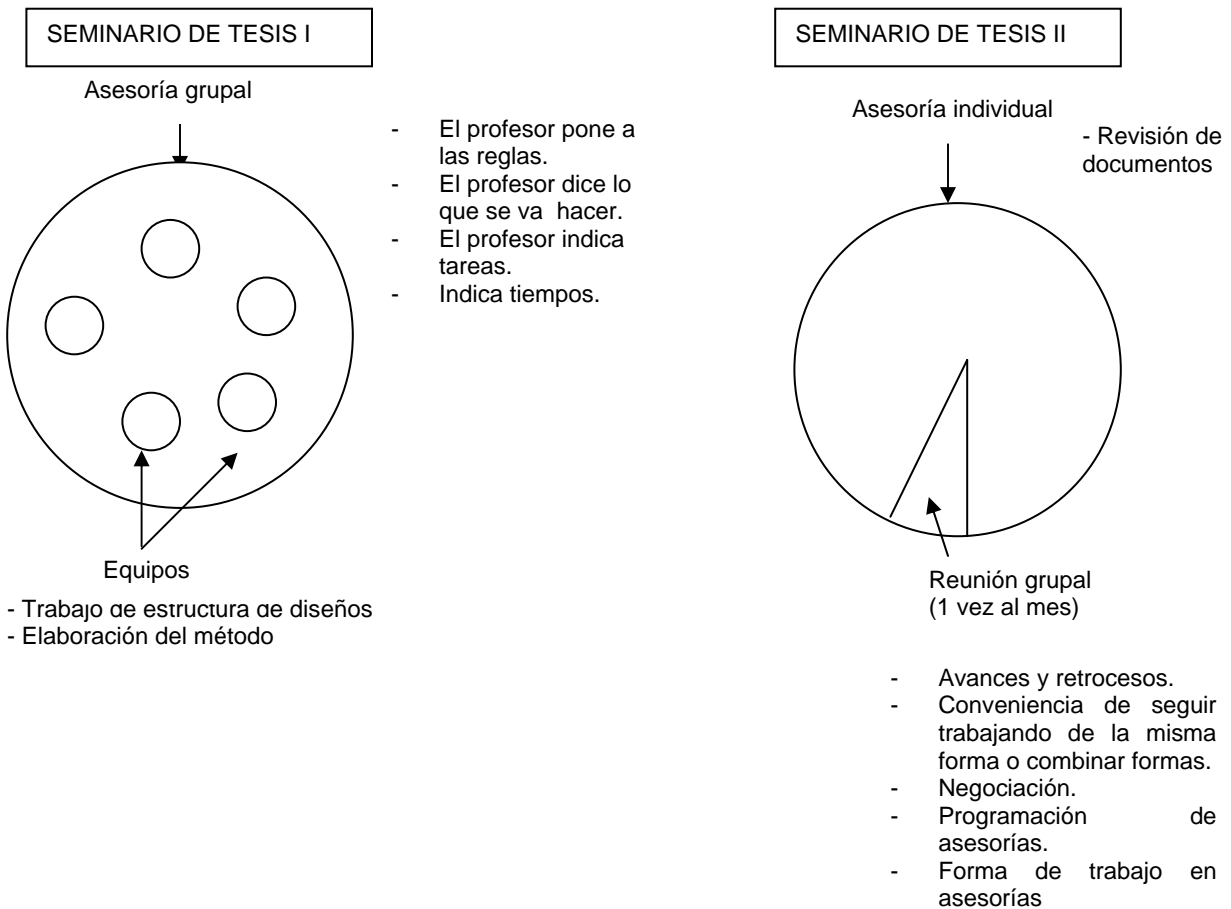 SEMINARIO DE TESIS I
Asesoría grupal
- El profesor pone a
las reglas.
- El profesor dice lo
que se va hacer.
- El profesor indica
tareas.
- Indica tiempos.
Equipos
- Trabajo de estructura de diseños
- Elaboración del método
SEMINARIO DE TESIS II
Asesoría individual
- Revisión de
documentos
Reunión grupal
(1 vez al mes)
- Avances y retrocesos.
- Conveniencia de seguir
trabajando de la misma
forma o combinar formas.
- Negociación.
- Programación de
asesorías.
- Forma de trabajo en
asesorías